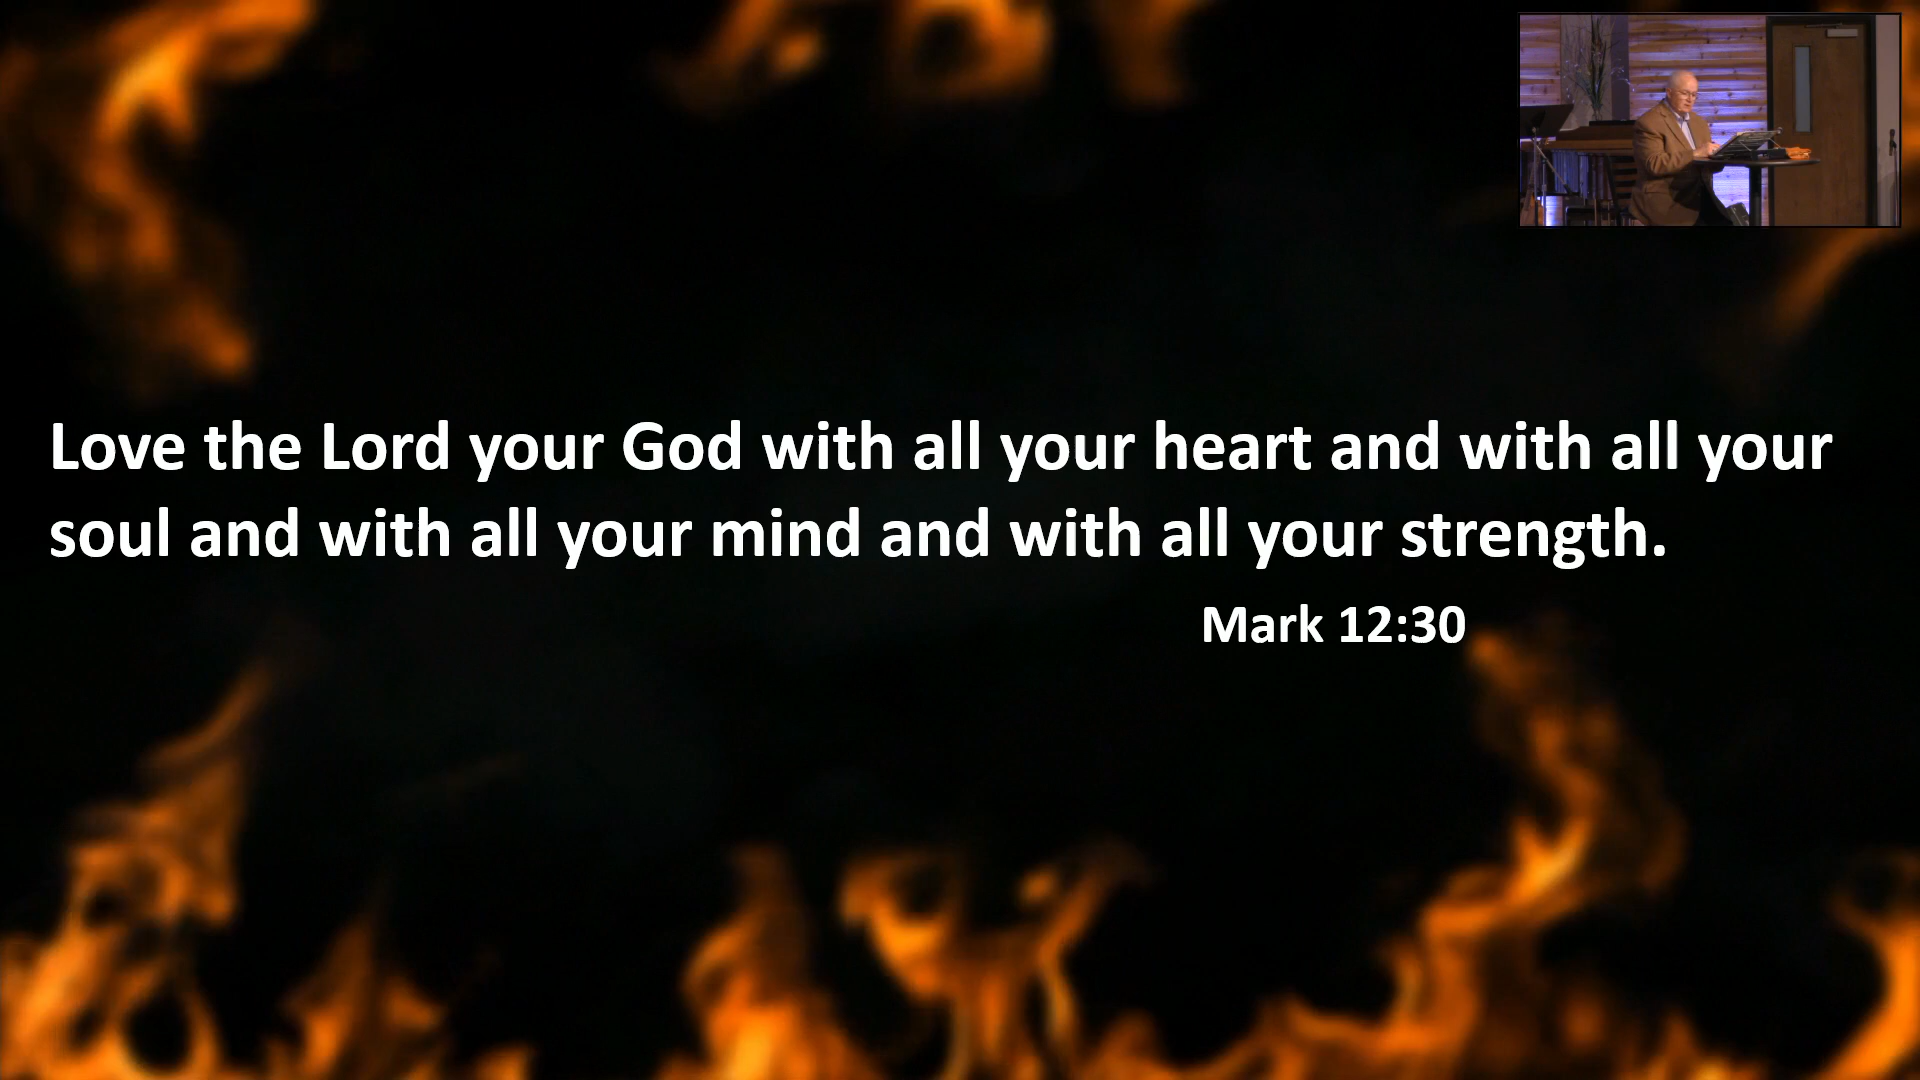 Love the Lord your God with all your heart and with all your
soul and with all your mind and with all your strength.
Mark 12:30